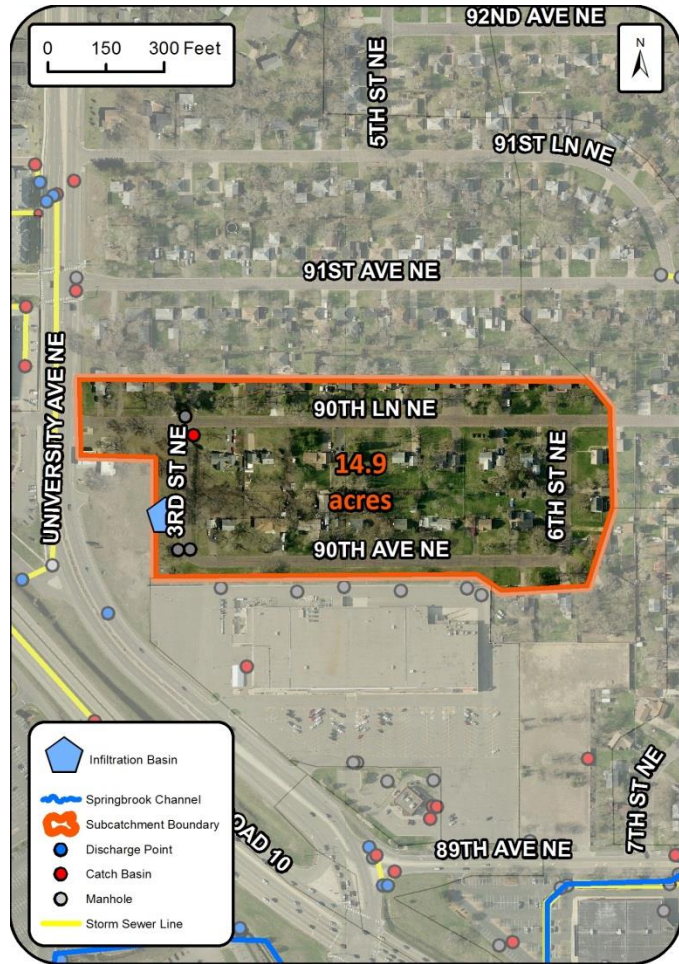 92ND AVE NE
0 150 300 Feet
N
5TH ST NE
91ST LN NE
91ST AVE NE
UNIVERSITY AVE NE
90TH LN NE
3RD ST NE
14.9
acres
6TH ST NE
90TH AVE NE
Infiltration Basin
Springbrook Channel
Subcatchment Boundary
Discharge Point
Catch Basin
Manhole
Storm Sewer Line
OAD 10
89TH AVE NE
7TH ST NE